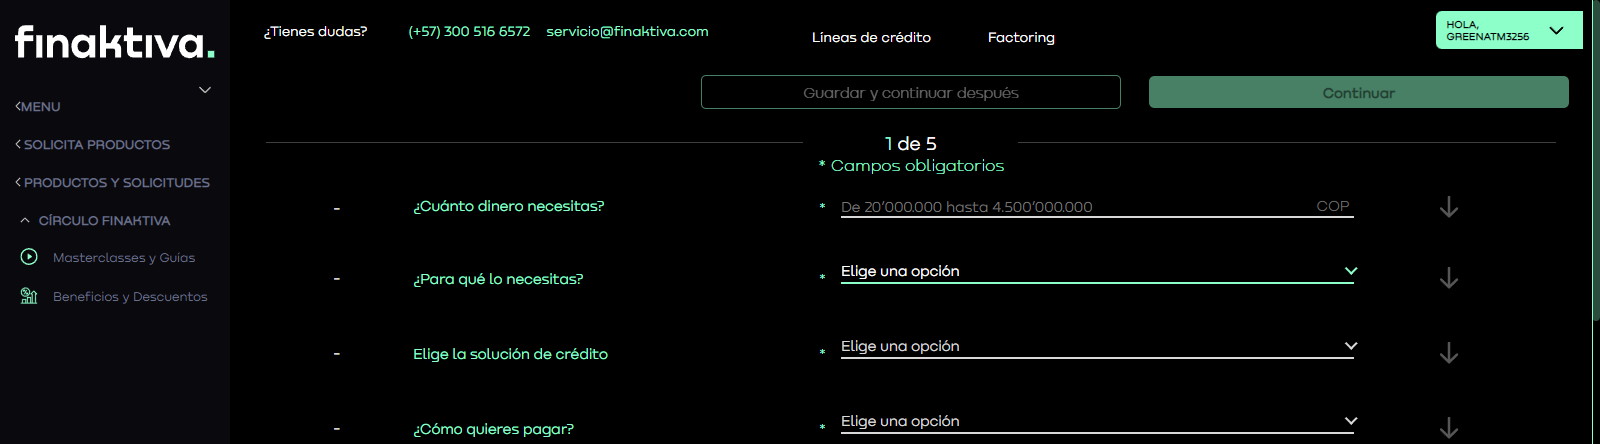 finaktiva.
¿Tienes dudas? (+57) 300 516 6572 servicio@finaktiva.com
Líneas de crédito Factoring
HOLA,
GREENATM3256
MENU
SOLICITA PRODUCTOS
PRODUCTOS Y SOLICITUDES
CÍRCULO FINAKTIVA
Masterclasses y Guías
Beneficios y Descuentos
Guardar y continuar después
Continuar
1 de 5
* Campos obligatorios
- ¿Cuánto dinero necesitas? * De 20'000.000 hasta 4.500'000.000 COP
- ¿Para qué lo necesitas? * Elige una opción
- Elige la solución de crédito * Elige una opción
- ¿Cómo quieres pagar? * Elige una opción